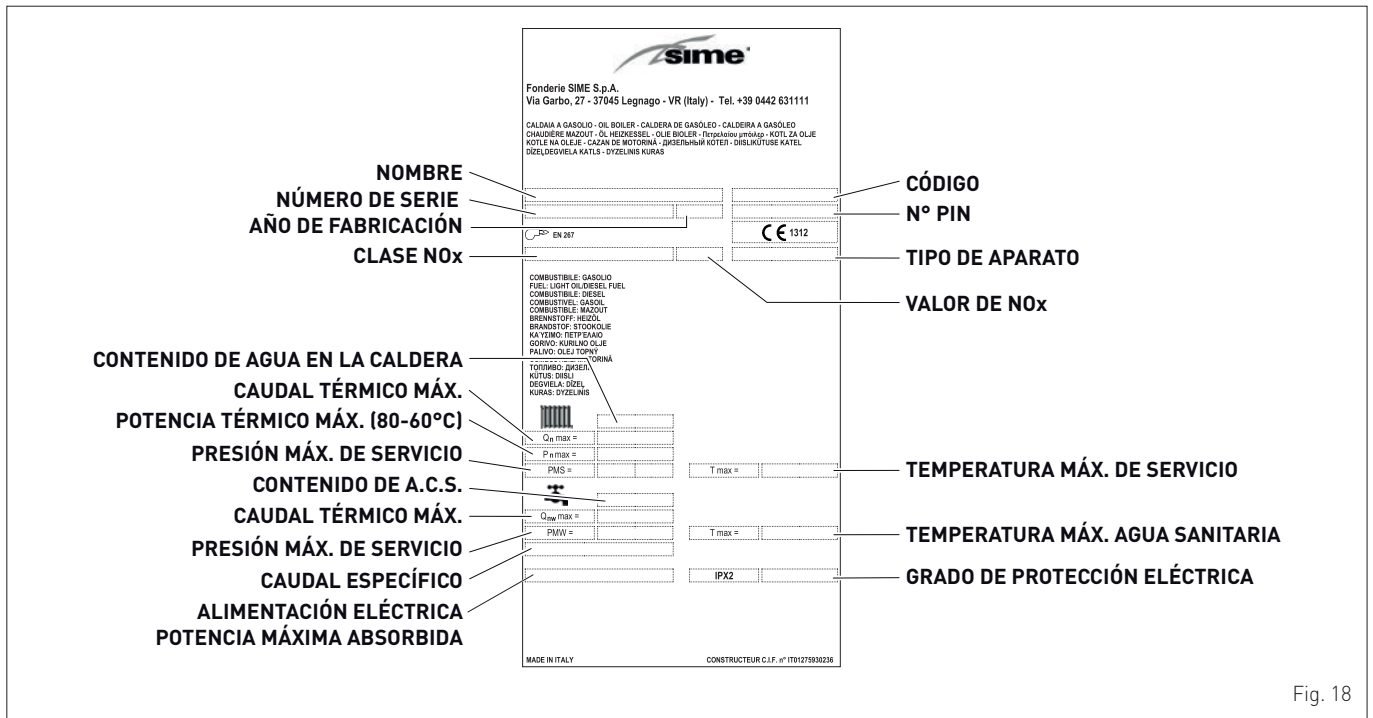 sime
Fonderie SIME S.p.A.
Via Garbo, 27 - 37045 Legnago - VR (Italy) - Tel. +39 0442 631111
CALDAIA A GASOLIO - OIL BOILER - CALDERA DE GASÓLEO - CALDEIRA A GASÓLEO
CHAUDIÈRE MAZOUT - ÖL HEIZKESSEL - OLIE BIOLER - Πετρελαίου μπόιλερ - KOTL ZA OLJE
KOTLE NA OLEJE - CAZAN DE MOTORINĂ - ДИЗЕЛЬНЫЙ КОТЕЛ - DIISLIKÜTUSE KATEL
DĪZEĻDEGVIELA KATLS - DYZELINIS KURAS
NOMBRE
CÓDIGO
NÚMERO DE SERIE
Nº PIN
AÑO DE FABRICACIÓN
EN 267
CE 1312
CLASE NOx
TIPO DE APARATO
VALOR DE NOx
COMBUSTIBILE: GASOLIO
FUEL: LIGHT OIL/DIESEL FUEL
COMBUSTIBILE: DIESEL
COMBUSTIVEL: GASOIL
COMBUSTIBLE: MAZOUT
BRENNSTOFF: HEIZÖL
BRANDSTOF: STOOKOLIE
ΚΑΎΣΙΜΟ: ΠΕΤΡΈΛΑΙΟ
GORIVO: KURILNO OLJE
PALIVO: OLEJ TOPNÝ
ТОПЛИВО: ДИЗЕЛ
KÜTUS: DIISLI
DEGVIELA: DĪZEĻ
KURAS: DYZELINIS
CONTENIDO DE AGUA EN LA CALDERA
CAUDAL TÉRMICO MÁX.
Qn max =
POTENCIA TÉRMICO MÁX. (80-60°C)
Pn max =
PRESIÓN MÁX. DE SERVICIO
PMS =
T max =
TEMPERATURA MÁX. DE SERVICIO
CONTENIDO DE A.C.S.
CAUDAL TÉRMICO MÁX.
Qnw max =
PRESIÓN MÁX. DE SERVICIO
PMW =
T max =
TEMPERATURA MÁX. AGUA SANITARIA
CAUDAL ESPECÍFICO
IPX2
GRADO DE PROTECCIÓN ELÉCTRICA
ALIMENTACIÓN ELÉCTRICA
POTENCIA MÁXIMA ABSORBIDA
MADE IN ITALY
CONSTRUCTEUR C.I.F. nº IT01275930236
Fig. 18